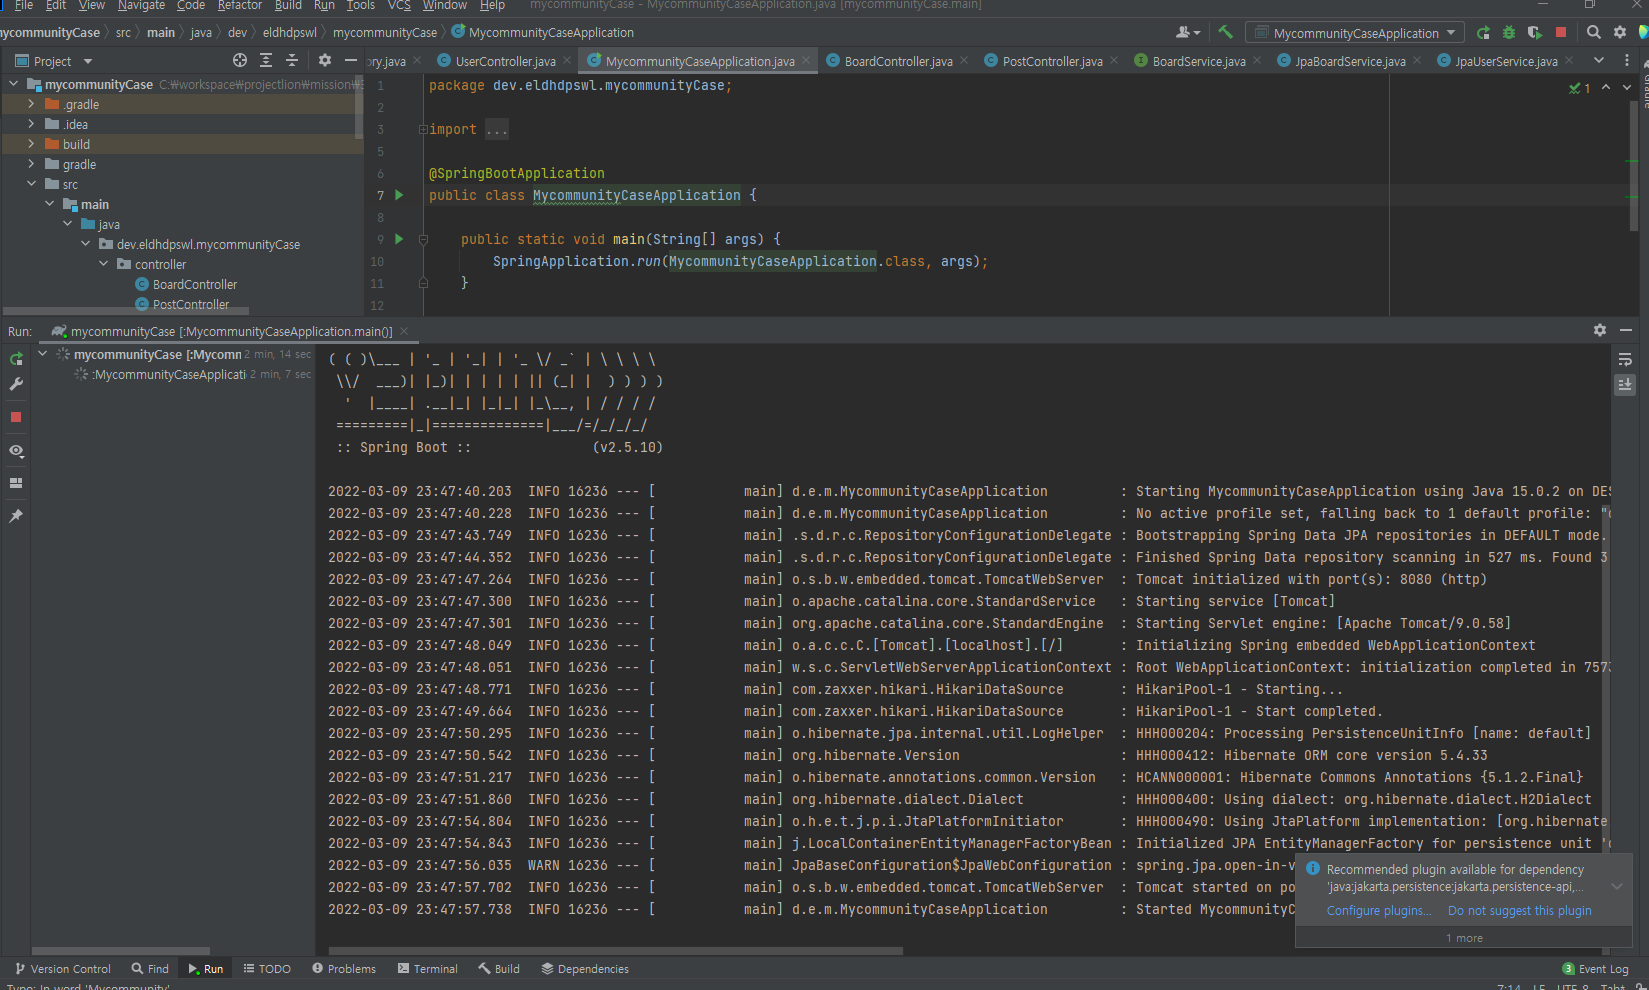 File Edit View Navigate Code Refactor Build Run Tools VCS Window Help mycommunityCase - MycommunityCaseApplication.java [mycommunityCase.main]
mycommunityCase src main java dev eldhdpswl mycommunityCase MycommunityCaseApplication MycommunityCaseApplication
Project ory.java UserController.java MycommunityCaseApplication.java BoardController.java PostController.java BoardService.java JpaBoardService.java JpaUserService.java
mycommunityCase C:₩workspace₩projectlion₩mission₩3
.gradle
.idea
build
gradle
src
main
java
dev.eldhdpswl.mycommunityCase
controller
BoardController
PostController
1 package dev.eldhdpswl.mycommunityCase;
2
3 import ...
5
6 @SpringBootApplication
7 public class MycommunityCaseApplication {
8
9 public static void main(String[] args) {
10 SpringApplication.run(MycommunityCaseApplication.class, args);
11 }
12
1
Gradle
Run: mycommunityCase [:MycommunityCaseApplication.main()]
mycommunityCase [:Mycomm 2 min, 14 sec
:MycommunityCaseApplicati 2 min, 7 sec
( ( )\___ | '_ | '_| | '_ \/ _` | \ \ \ \
\\/  ___)| |_)| | | | | || (_| |  ) ) ) )
'  |____| .__|_| |_|_| |_\__, | / / / /
=========|_|==============|___/=/_/_/_/
:: Spring Boot :: (v2.5.10)
2022-03-09 23:47:40.203 INFO 16236 --- [ main] d.e.m.MycommunityCaseApplication : Starting MycommunityCaseApplication using Java 15.0.2 on DES
2022-03-09 23:47:40.228 INFO 16236 --- [ main] d.e.m.MycommunityCaseApplication : No active profile set, falling back to 1 default profile: "d
2022-03-09 23:47:43.749 INFO 16236 --- [ main] .s.d.r.c.RepositoryConfigurationDelegate : Bootstrapping Spring Data JPA repositories in DEFAULT mode.
2022-03-09 23:47:44.352 INFO 16236 --- [ main] .s.d.r.c.RepositoryConfigurationDelegate : Finished Spring Data repository scanning in 527 ms. Found 3
2022-03-09 23:47:47.264 INFO 16236 --- [ main] o.s.b.w.embedded.tomcat.TomcatWebServer : Tomcat initialized with port(s): 8080 (http)
2022-03-09 23:47:47.300 INFO 16236 --- [ main] o.apache.catalina.core.StandardService : Starting service [Tomcat]
2022-03-09 23:47:47.301 INFO 16236 --- [ main] org.apache.catalina.core.StandardEngine : Starting Servlet engine: [Apache Tomcat/9.0.58]
2022-03-09 23:47:48.049 INFO 16236 --- [ main] o.a.c.c.C.[Tomcat].[localhost].[/] : Initializing Spring embedded WebApplicationContext
2022-03-09 23:47:48.051 INFO 16236 --- [ main] w.s.c.ServletWebServerApplicationContext : Root WebApplicationContext: initialization completed in 7573
2022-03-09 23:47:48.771 INFO 16236 --- [ main] com.zaxxer.hikari.HikariDataSource : HikariPool-1 - Starting...
2022-03-09 23:47:49.664 INFO 16236 --- [ main] com.zaxxer.hikari.HikariDataSource : HikariPool-1 - Start completed.
2022-03-09 23:47:50.295 INFO 16236 --- [ main] o.hibernate.jpa.internal.util.LogHelper : HHH000204: Processing PersistenceUnitInfo [name: default]
2022-03-09 23:47:50.542 INFO 16236 --- [ main] org.hibernate.Version : HHH000412: Hibernate ORM core version 5.4.33
2022-03-09 23:47:51.217 INFO 16236 --- [ main] o.hibernate.annotations.common.Version : HCANN000001: Hibernate Commons Annotations {5.1.2.Final}
2022-03-09 23:47:51.860 INFO 16236 --- [ main] org.hibernate.dialect.Dialect : HHH000400: Using dialect: org.hibernate.dialect.H2Dialect
2022-03-09 23:47:54.804 INFO 16236 --- [ main] o.h.e.t.j.p.i.JtaPlatformInitiator : HHH000490: Using JtaPlatform implementation: [org.hibernate
2022-03-09 23:47:54.843 INFO 16236 --- [ main] j.LocalContainerEntityManagerFactoryBean : Initialized JPA EntityManagerFactory for persistence unit 'd
2022-03-09 23:47:56.035 WARN 16236 --- [ main] JpaBaseConfiguration$JpaWebConfiguration : spring.jpa.open-in-v
2022-03-09 23:47:57.702 INFO 16236 --- [ main] o.s.b.w.embedded.tomcat.TomcatWebServer : Tomcat started on po
2022-03-09 23:47:57.738 INFO 16236 --- [ main] d.e.m.MycommunityCaseApplication : Started MycommunityC
Recommended plugin available for dependency
'java:jakarta.persistence:jakarta.persistence-api,...
Configure plugins... Do not suggest this plugin
1 more
Version Control Find Run TODO Problems Terminal Build Dependencies 3 Event Log
Typo: In word 'Mycommunity' 7:14 LF UTF-8 Tab*